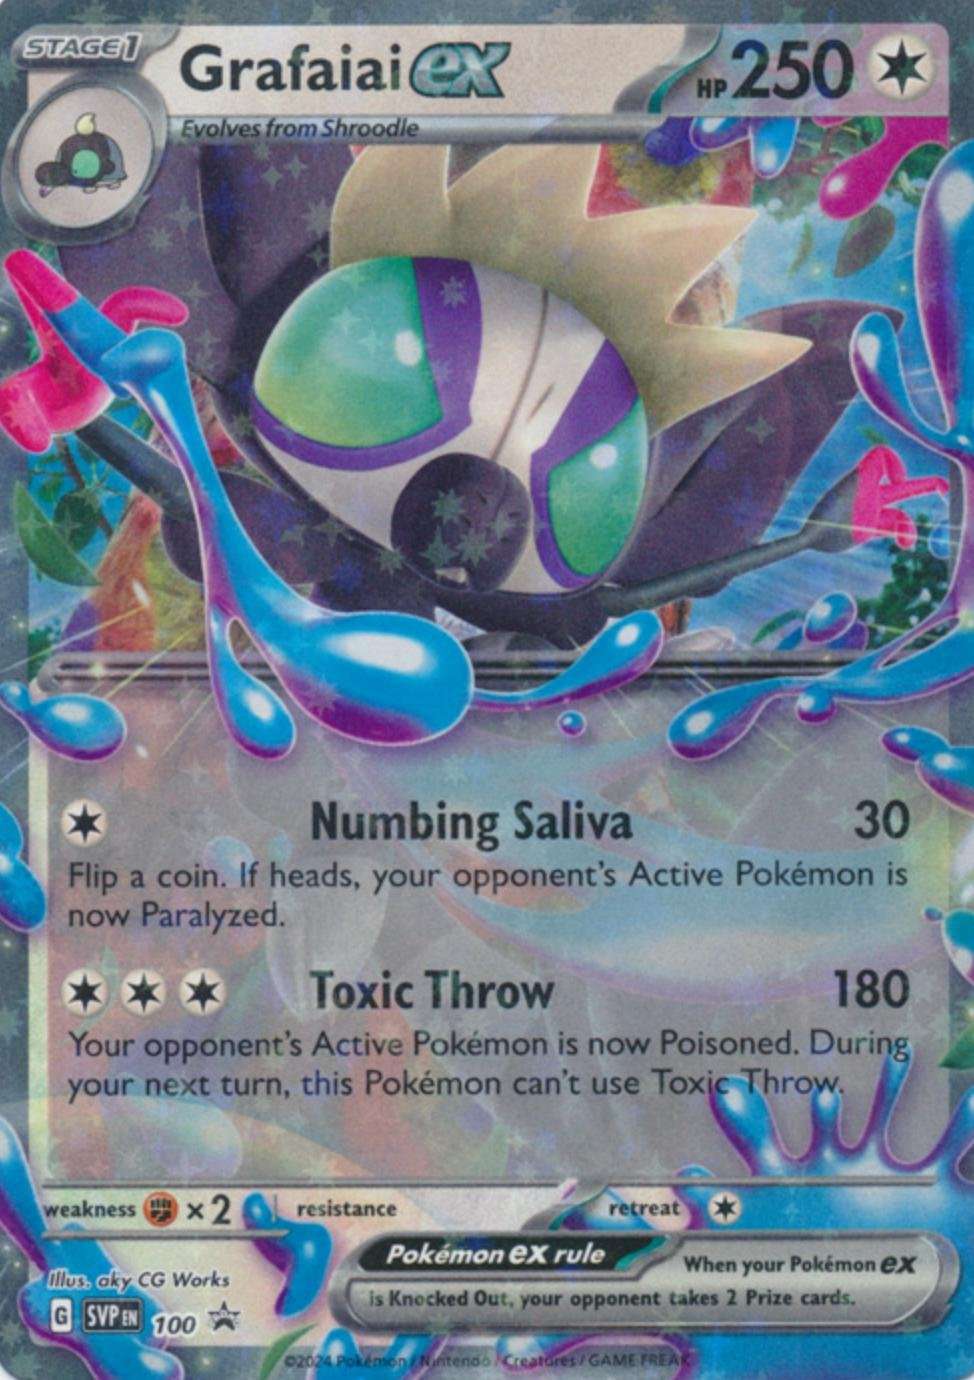 STAGE1
Grafaiai ex
HP 250
Evolves from Shroodle
Numbing Saliva 30
Flip a coin. If heads, your opponent's Active Pokémon is
now Paralyzed.
Toxic Throw 180
Your opponent's Active Pokémon is now Poisoned. During
your next turn, this Pokémon can't use Toxic Throw.
weakness ×2 resistance retreat
Pokémon ex rule When your Pokémon ex
is Knocked Out, your opponent takes 2 Prize cards.
Illus. aky CG Works
G SVP EN 100
©2024 Pokémon / Nintendo / Creatures / GAME FREAK